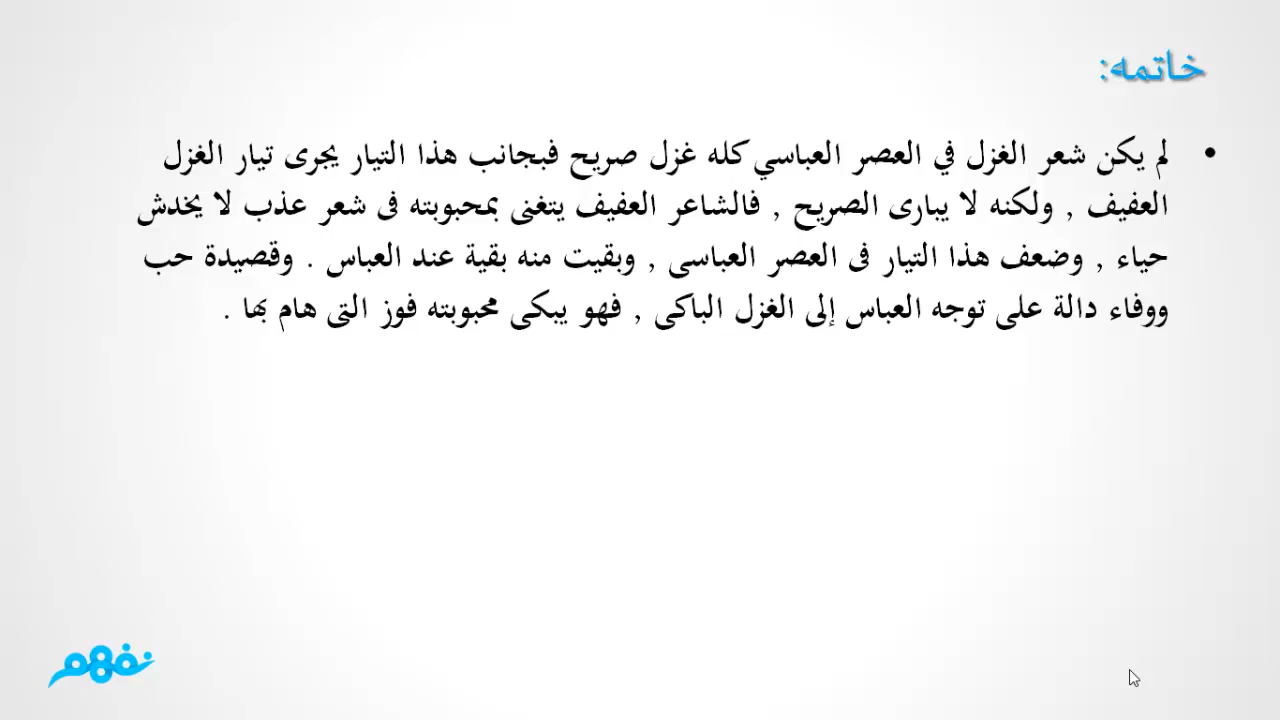 خاتمه:
• لم يكن شعر الغزل في العصر العباسي كله غزل صريح فبجانب هذا التيار يجرى تيار الغزل
العفيف , ولكنه لا يبارى الصريح , فالشاعر العفيف يتغنى بمحبوبته فى شعر عذب لا يخدش
حياء , وضعف هذا التيار فى العصر العباسى , وبقيت منه بقية عند العباس . وقصيدة حب
ووفاء دالة على توجه العباس إلى الغزل الباكى , فهو يبكى محبوبته فوز التى هام بها .
نفهم